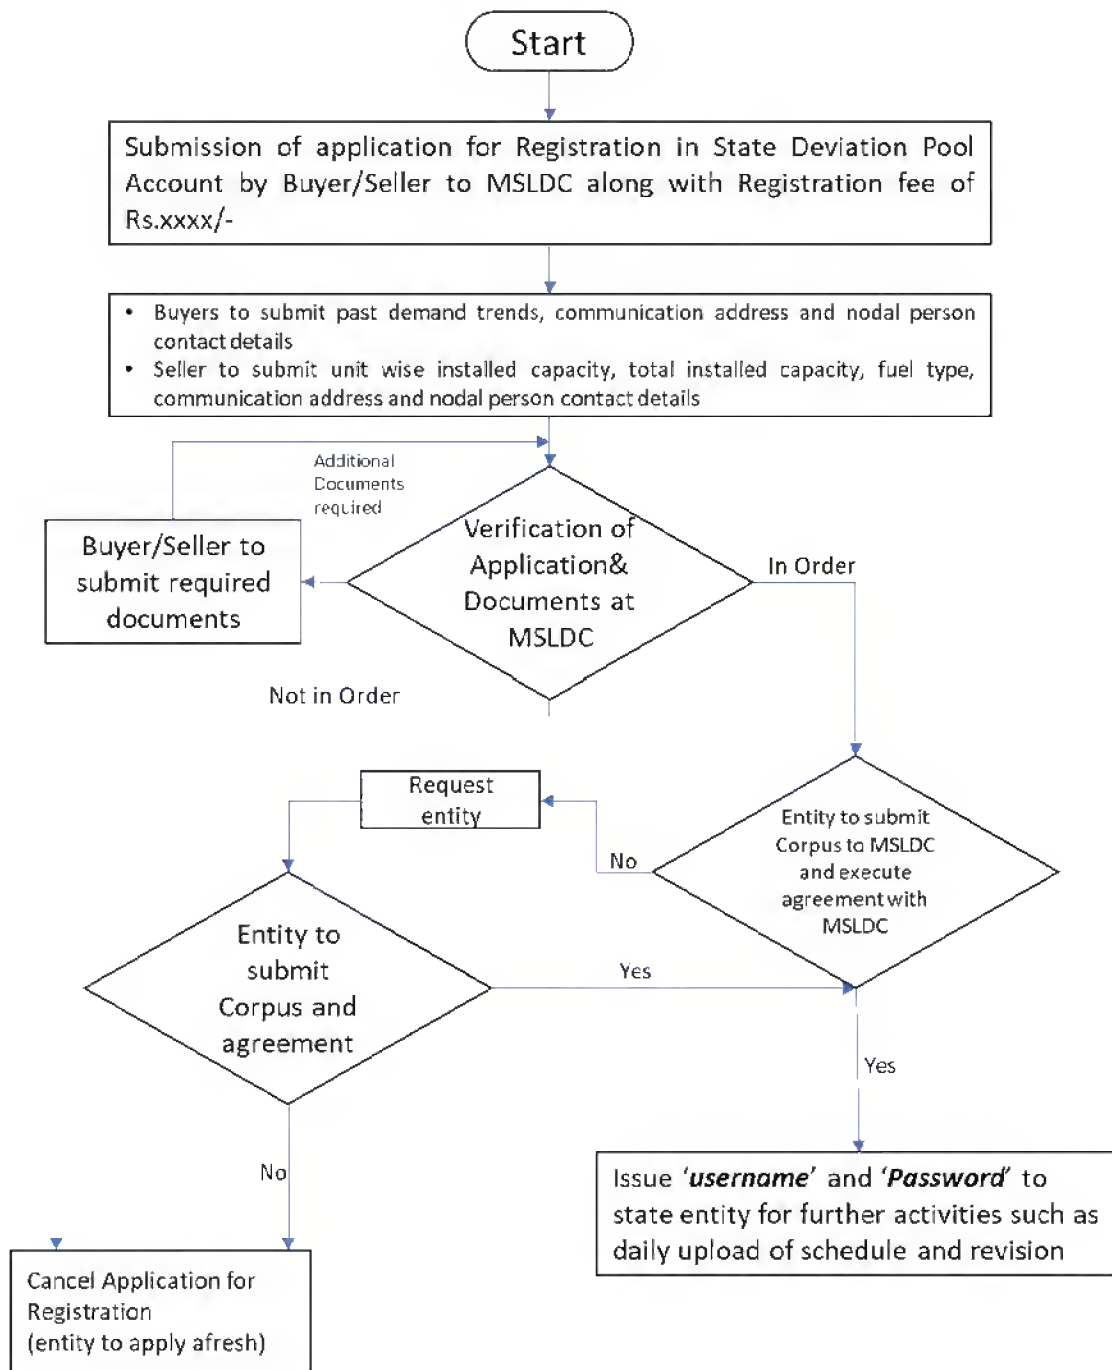 Start
Submission of application for Registration in State Deviation Pool
Account by Buyer/Seller to MSLDC along with Registration fee of
Rs.xxxx/-
• Buyers to submit past demand trends, communication address and nodal person
contact details
• Seller to submit unit wise installed capacity, total installed capacity, fuel type,
communication address and nodal person contact details
Additional
Documents
required
Buyer/Seller to
submit required
documents
Verification of
Application&
Documents at
MSLDC
In Order
Not in Order
Request
entity
No
Entity to submit
Corpus to MSLDC
and execute
agreement with
MSLDC
Entity to
submit
Corpus and
agreement
Yes
Yes
No
Issue ‘username’ and ‘Password’ to
state entity for further activities such as
daily upload of schedule and revision
Cancel Application for
Registration
(entity to apply afresh)